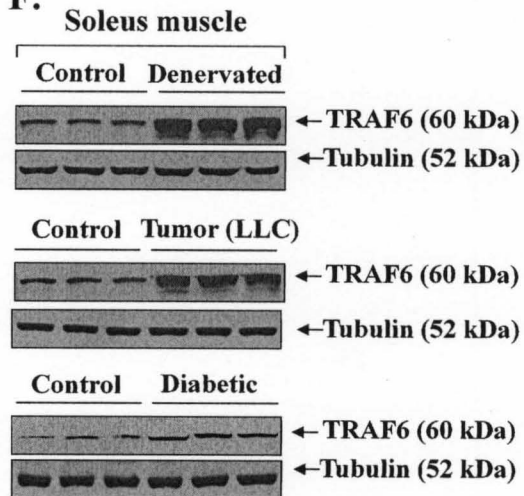 F.
Soleus muscle
Control Denervated
←TRAF6 (60 kDa)
←Tubulin (52 kDa)
Control Tumor (LLC)
←TRAF6 (60 kDa)
←Tubulin (52 kDa)
Control Diabetic
←TRAF6 (60 kDa)
←Tubulin (52 kDa)